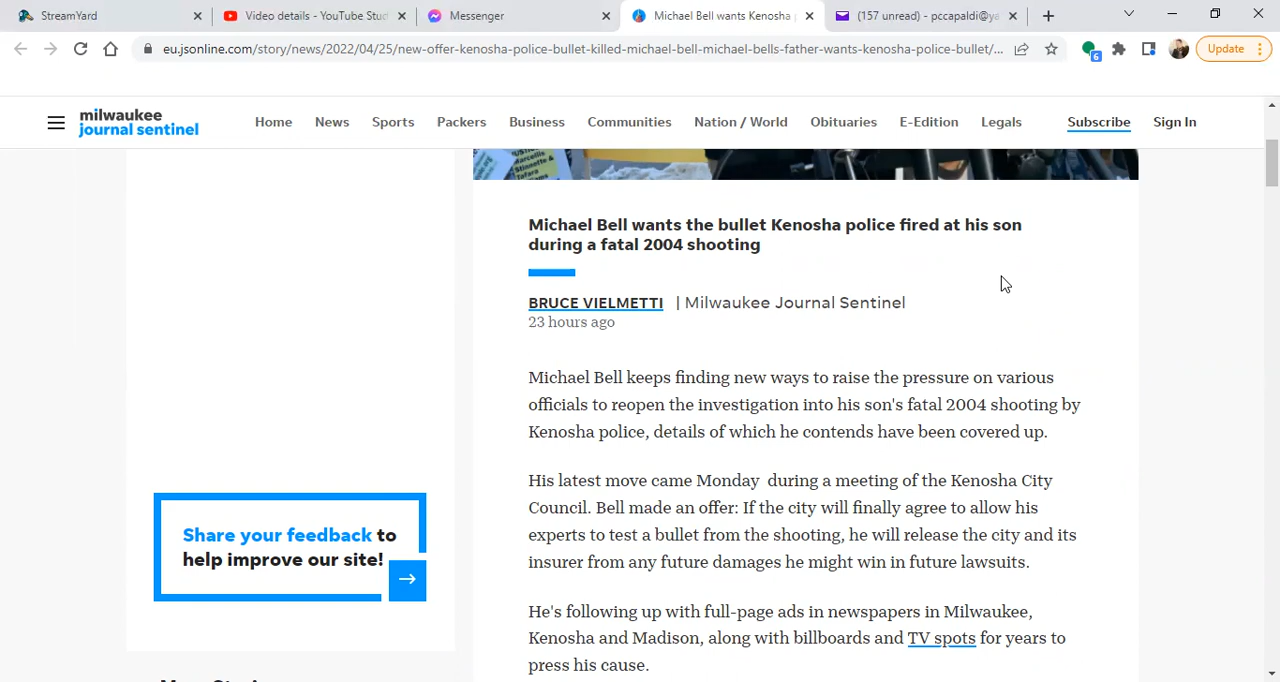 StreamYard
Video details - YouTube Stud
Messenger
Michael Bell wants Kenosha
(157 unread) - pccapaldi@ya
eu.jsonline.com/story/news/2022/04/25/new-offer-kenosha-police-bullet-killed-michael-bell-michael-bells-father-wants-kenosha-police-bullet/...
6
Update
milwaukee
journal sentinel
Home
News
Sports
Packers
Business
Communities
Nation / World
Obituaries
E-Edition
Legals
Subscribe
Sign In
Michael Bell wants the bullet Kenosha police fired at his son
during a fatal 2004 shooting
BRUCE VIELMETTI | Milwaukee Journal Sentinel
23 hours ago
Michael Bell keeps finding new ways to raise the pressure on various
officials to reopen the investigation into his son's fatal 2004 shooting by
Kenosha police, details of which he contends have been covered up.
His latest move came Monday during a meeting of the Kenosha City
Council. Bell made an offer: If the city will finally agree to allow his
experts to test a bullet from the shooting, he will release the city and its
insurer from any future damages he might win in future lawsuits.
He's following up with full-page ads in newspapers in Milwaukee,
Kenosha and Madison, along with billboards and TV spots for years to
press his cause.
Share your feedback to
help improve our site!